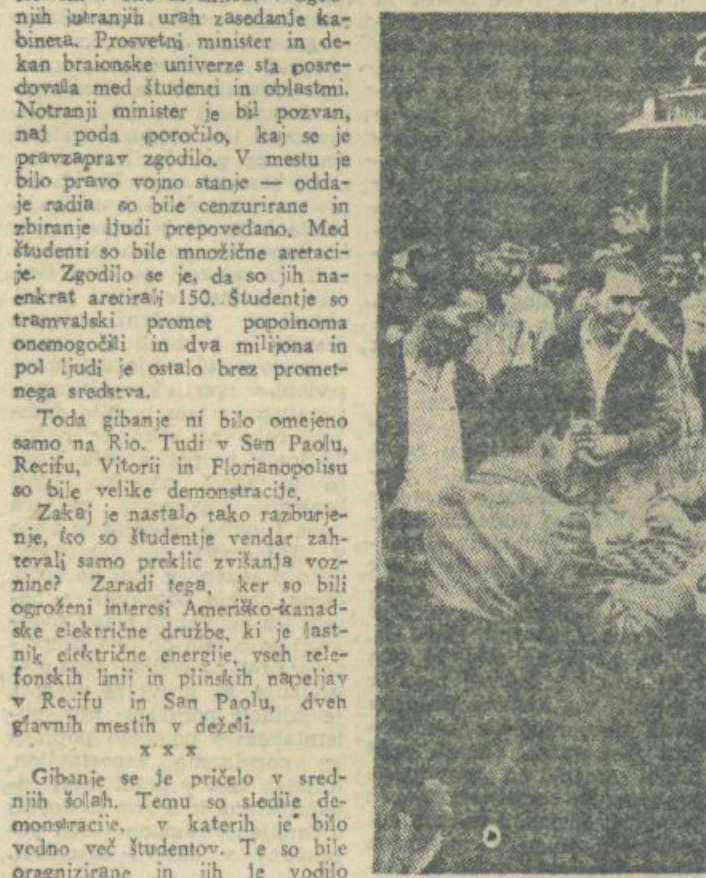 njih jutranjih urah zasedanje ka-
bineta. Prosvetni minister in de-
kan braionske univerze sta posre-
dovala med študenti in oblastmi.
Notranji minister je bil pozvan,
naj poda poročilo, kaj se je
pravzaprav zgodilo. V mestu je
bilo pravo vojno stanje — odda-
je radia so bile cenzurirane in
zbiranje ljudi prepovedano. Med
študenti so bile množične aretaci-
je. Zgodilo se je, da so jih na-
enkrat aretirali 150. Študentje so
tramvajski promet popolnoma
onemogočili in dva milijona in
pol ljudi je ostalo brez promet-
nega sredstva.
Toda gibanje ni bilo omejeno
samo na Rio. Tudi v San Paolu,
Recifu, Vitorii in Florianopolisu
so bile velike demonstracije.
Zakaj je nastalo tako razburje-
nje, ko so študentje vendar zah-
tevali samo preklic zvišanja voz-
nine? Zaradi tega, ker so bili
ogroženi interesi Ameriško-kanad-
ske električne družbe, ki je last-
nik električne energije, vseh tele-
fonskih linij in plinskih napeljav
v Recifu in San Paolu, dveh
glavnih mestih v deželi.
x x x
Gibanje se je pričelo v sred-
njih šolah. Temu so sledile de-
monstracije, v katerih je bilo
vedno več študentov. Te so bile
oragnizirane in jih je vodilo